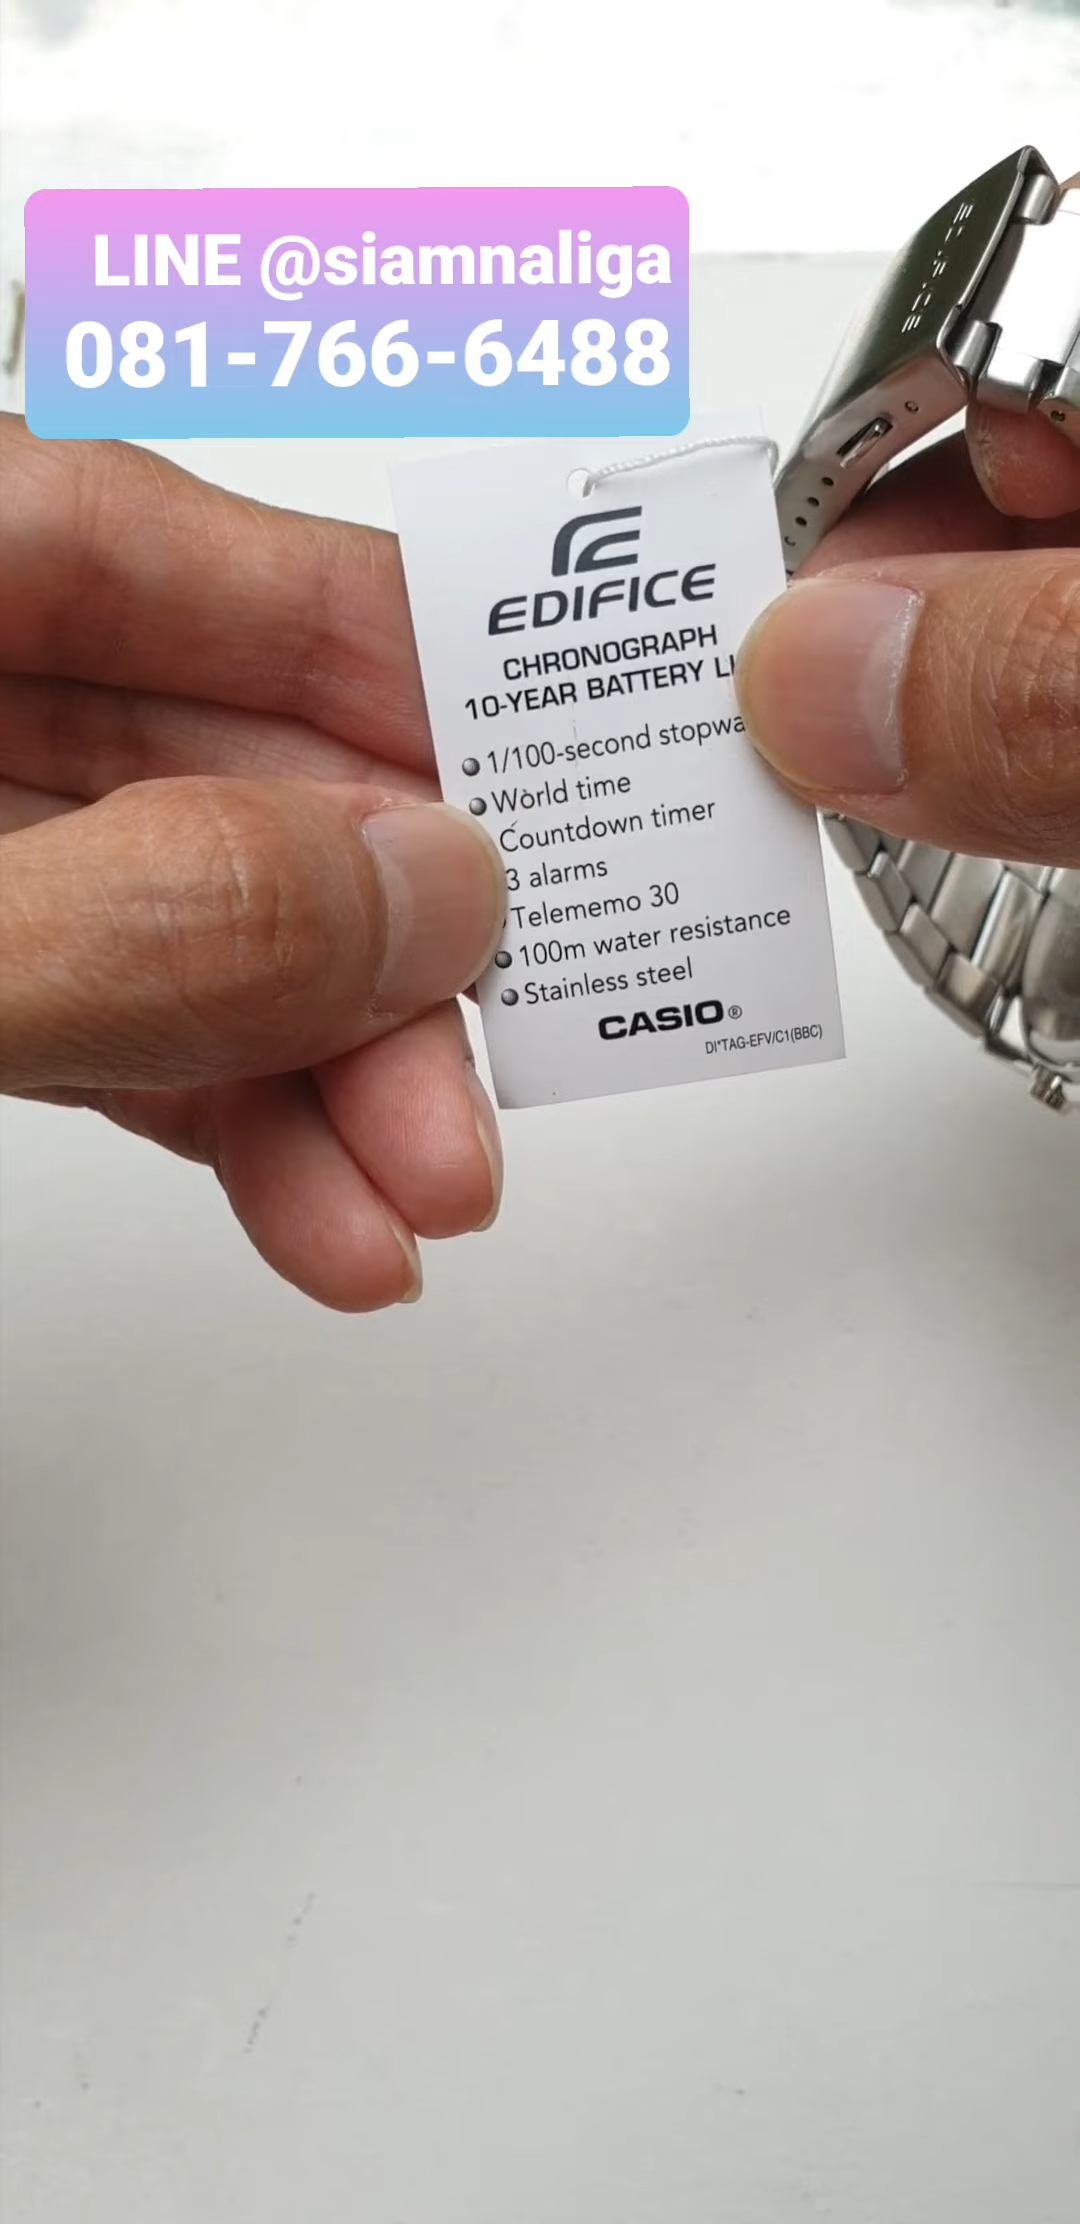 LINE @siamnaliga
081-766-6488
EDIFICE
EDIFICE
CHRONOGRAPH
10-YEAR BATTERY
1/100-second
World time
Countdown timer
3 alarms
Telememo 30
100m water resistance
Stainless steel
CASIO®
DI*TAG-EFV/C1(BBC)